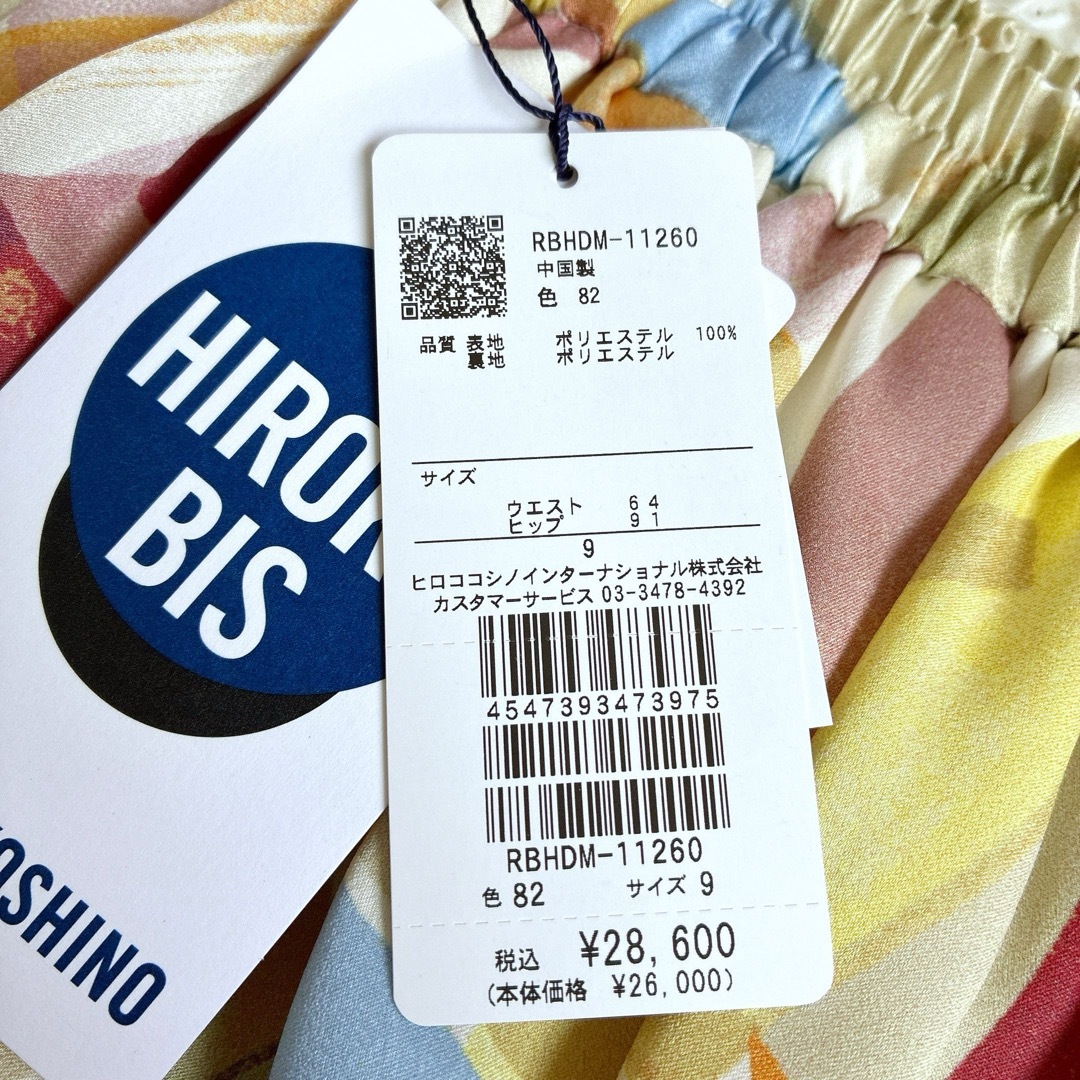 HIRO
BIS
OSHINO
RBHDM-11260
中国製
色 82
品質 表地 ポリエステル 100%
裏地 ポリエステル
サイズ
ウエスト 64
ヒップ 91
9
ヒロココシノインターナショナル株式会社
カスタマーサービス 03-3478-4392
4547393473975
RBHDM-11260
色 82 サイズ 9
税込 ¥28,600
(本体価格 ¥26,000)